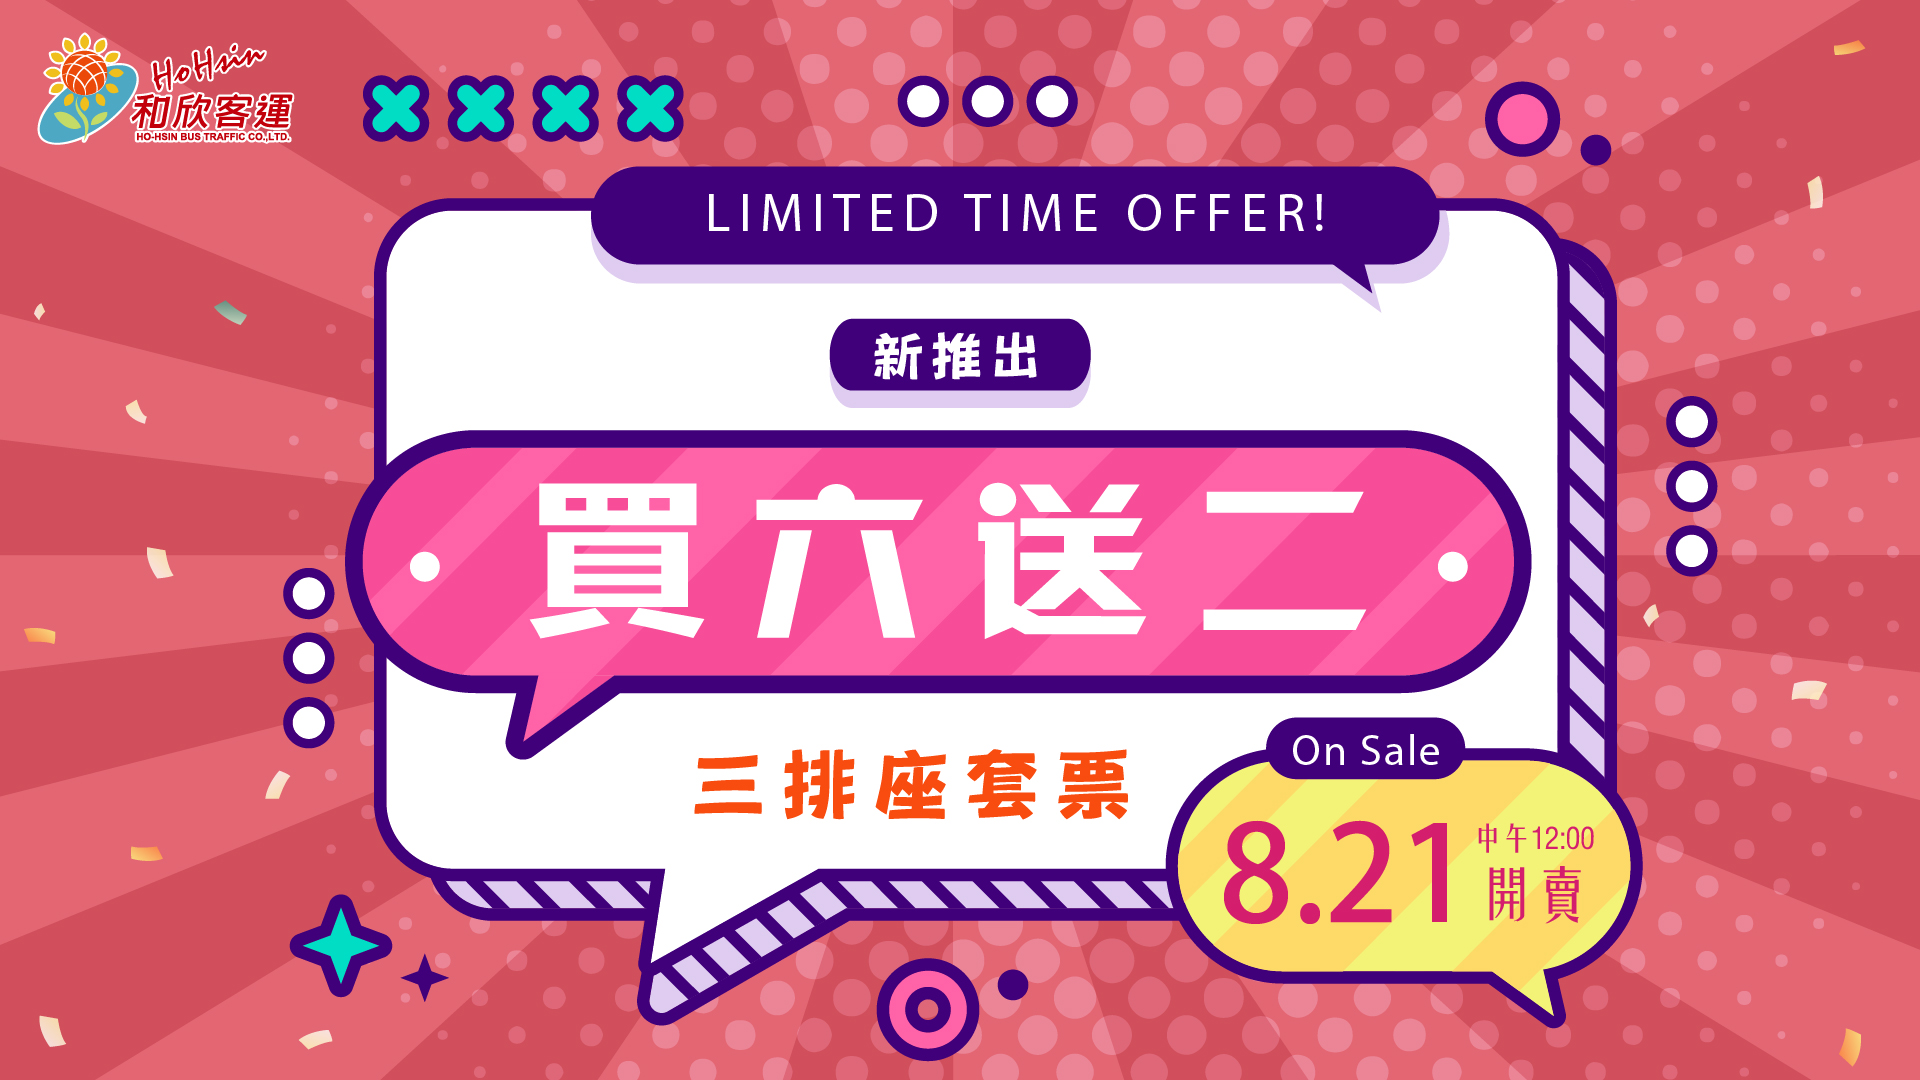 HoHsin
和欣客運
HO-HSIN BUS TRAFFIC CO.,LTD.
LIMITED TIME OFFER!
新推出
買六送二
三排座套票
On Sale
8.21
中午12:00
開賣